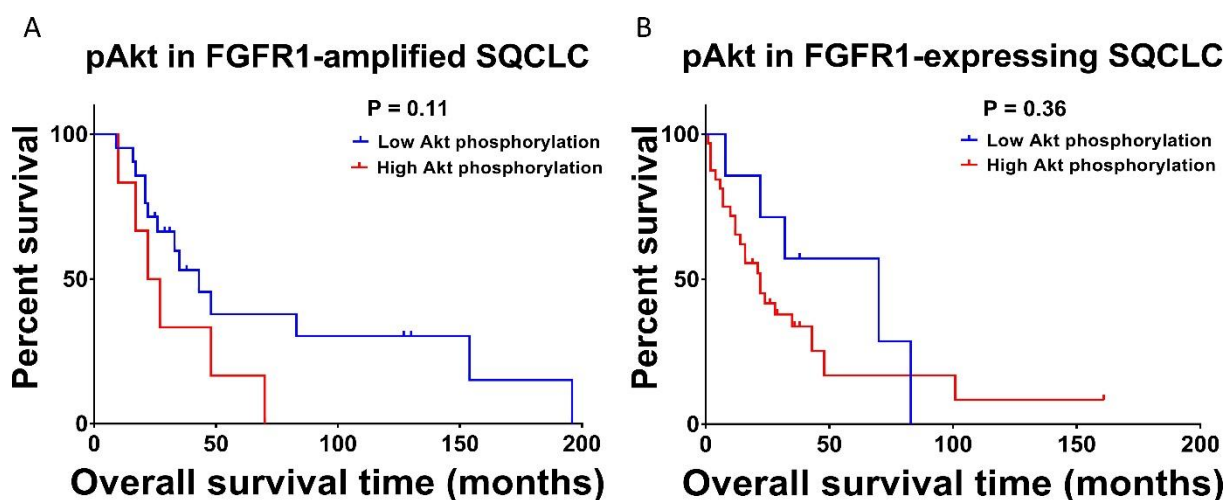 A
pAkt in FGFR1-amplified SQCLC
P = 0.11
Low Akt phosphorylation
High Akt phosphorylation
Percent survival
100
50
0
0 50 100 150 200
Overall survival time (months)
B
pAkt in FGFR1-expressing SQCLC
P = 0.36
Low Akt phosphorylation
High Akt phosphorylation
Percent survival
100
50
0
0 50 100 150 200
Overall survival time (months)